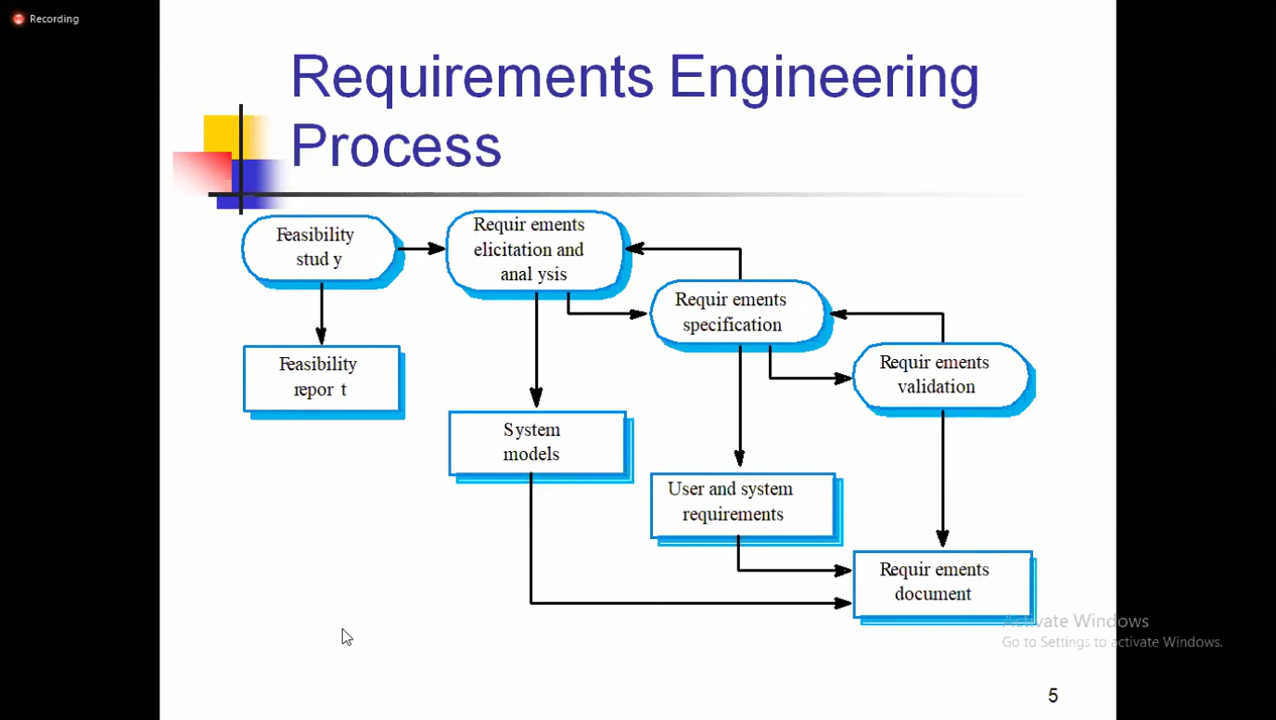 Recording
Requirements Engineering
Process
Feasibility
stud y
Requir ements
elicitation and
anal ysis
Requir ements
specification
Requir ements
validation
Feasibility
repor t
System
models
User and system
requirements
Requir ements
document
Activate Windows
Go to Settings to activate Windows.
5